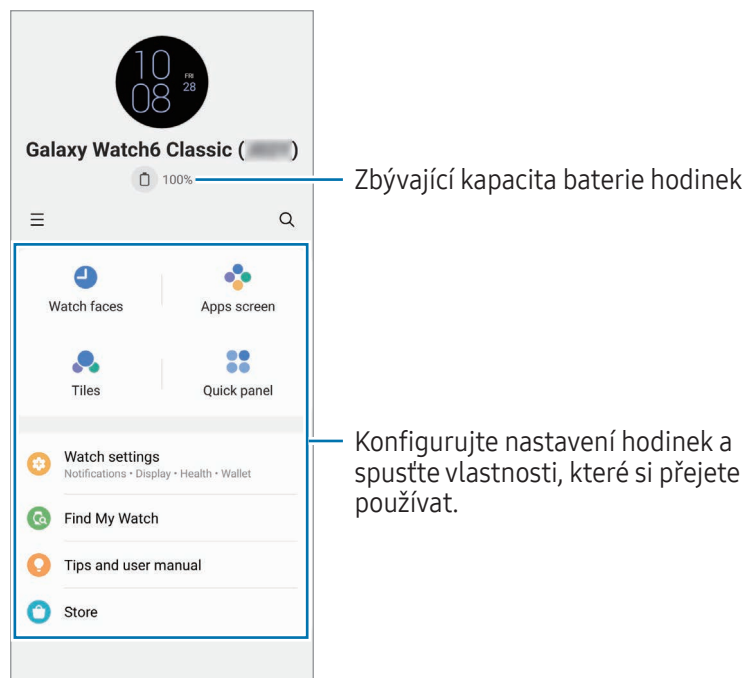 10
08
FRI
28
Galaxy Watch6 Classic ( )
100%
Zbývající kapacita baterie hodinek
Watch faces
Apps screen
Tiles
Quick panel
Watch settings
Notifications • Display • Health • Wallet
Find My Watch
Tips and user manual
Store
Konfigurujte nastavení hodinek a
spusťte vlastnosti, které si přejete
používat.